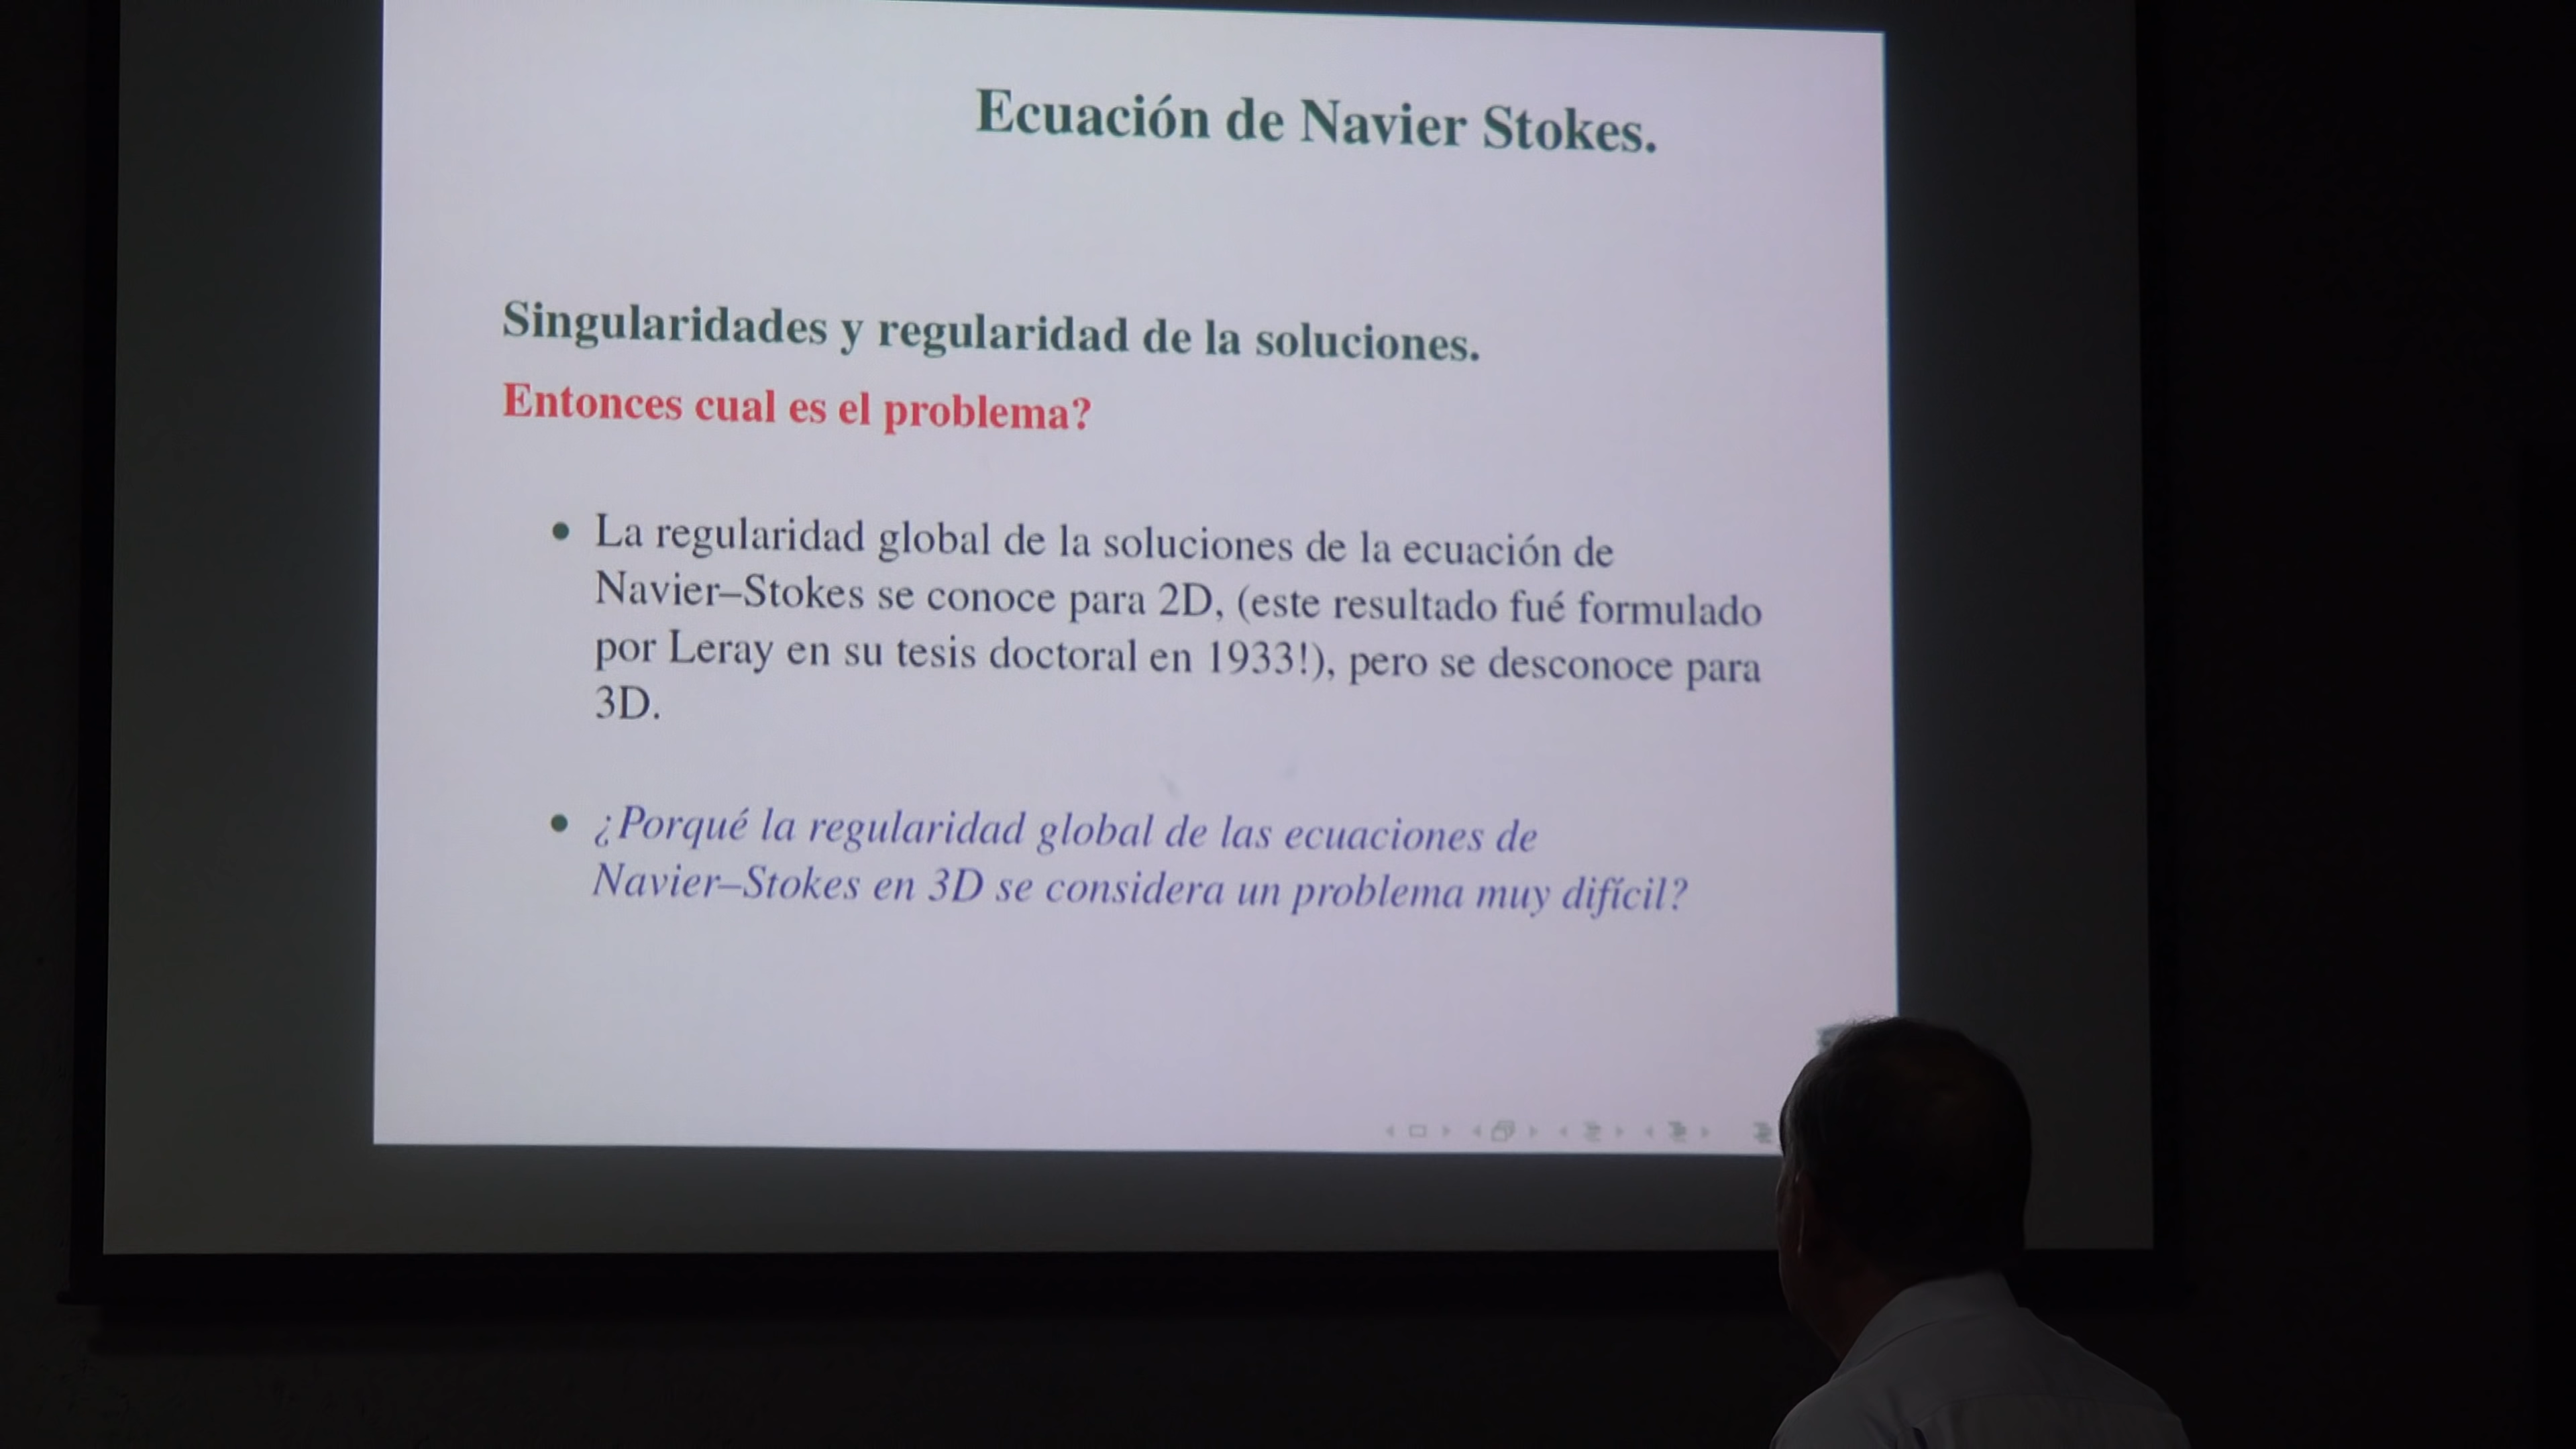 Ecuación de Navier Stokes.
Singularidades y regularidad de la soluciones.
Entonces cual es el problema?
• La regularidad global de la soluciones de la ecuación de
Navier–Stokes se conoce para 2D, (este resultado fué formulado
por Leray en su tesis doctoral en 1933!), pero se desconoce para
3D.
• ¿Porqué la regularidad global de las ecuaciones de
Navier–Stokes en 3D se considera un problema muy difícil?